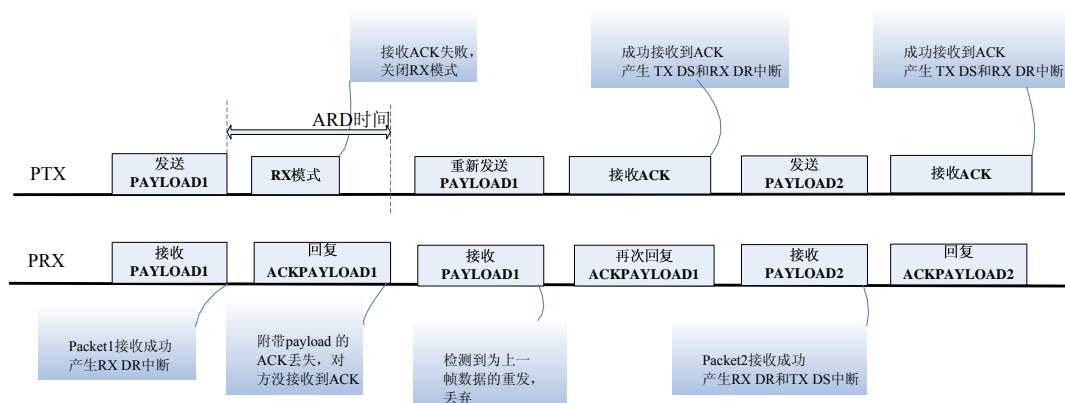 接收ACK失败,
关闭RX模式
成功接收到ACK
产生 TX DS和RX DR中断
成功接收到ACK
产生 TX DS和RX DR中断
ARD时间
PTX
发送
PAYLOAD1
RX模式
重新发送
PAYLOAD1
接收ACK
发送
PAYLOAD2
接收ACK
PRX
接收
PAYLOAD1
回复
ACKPAYLOAD1
接收
PAYLOAD1
再次回复
ACKPAYLOAD1
接收
PAYLOAD2
回复
ACKPAYLOAD2
Packet1接收成功
产生RX DR中断
附带payload 的
ACK丢失，对
方没接收到ACK
检测到为上一
帧数据的重发，
丢弃
Packet2接收成功
产生RX DR和TX DS中断